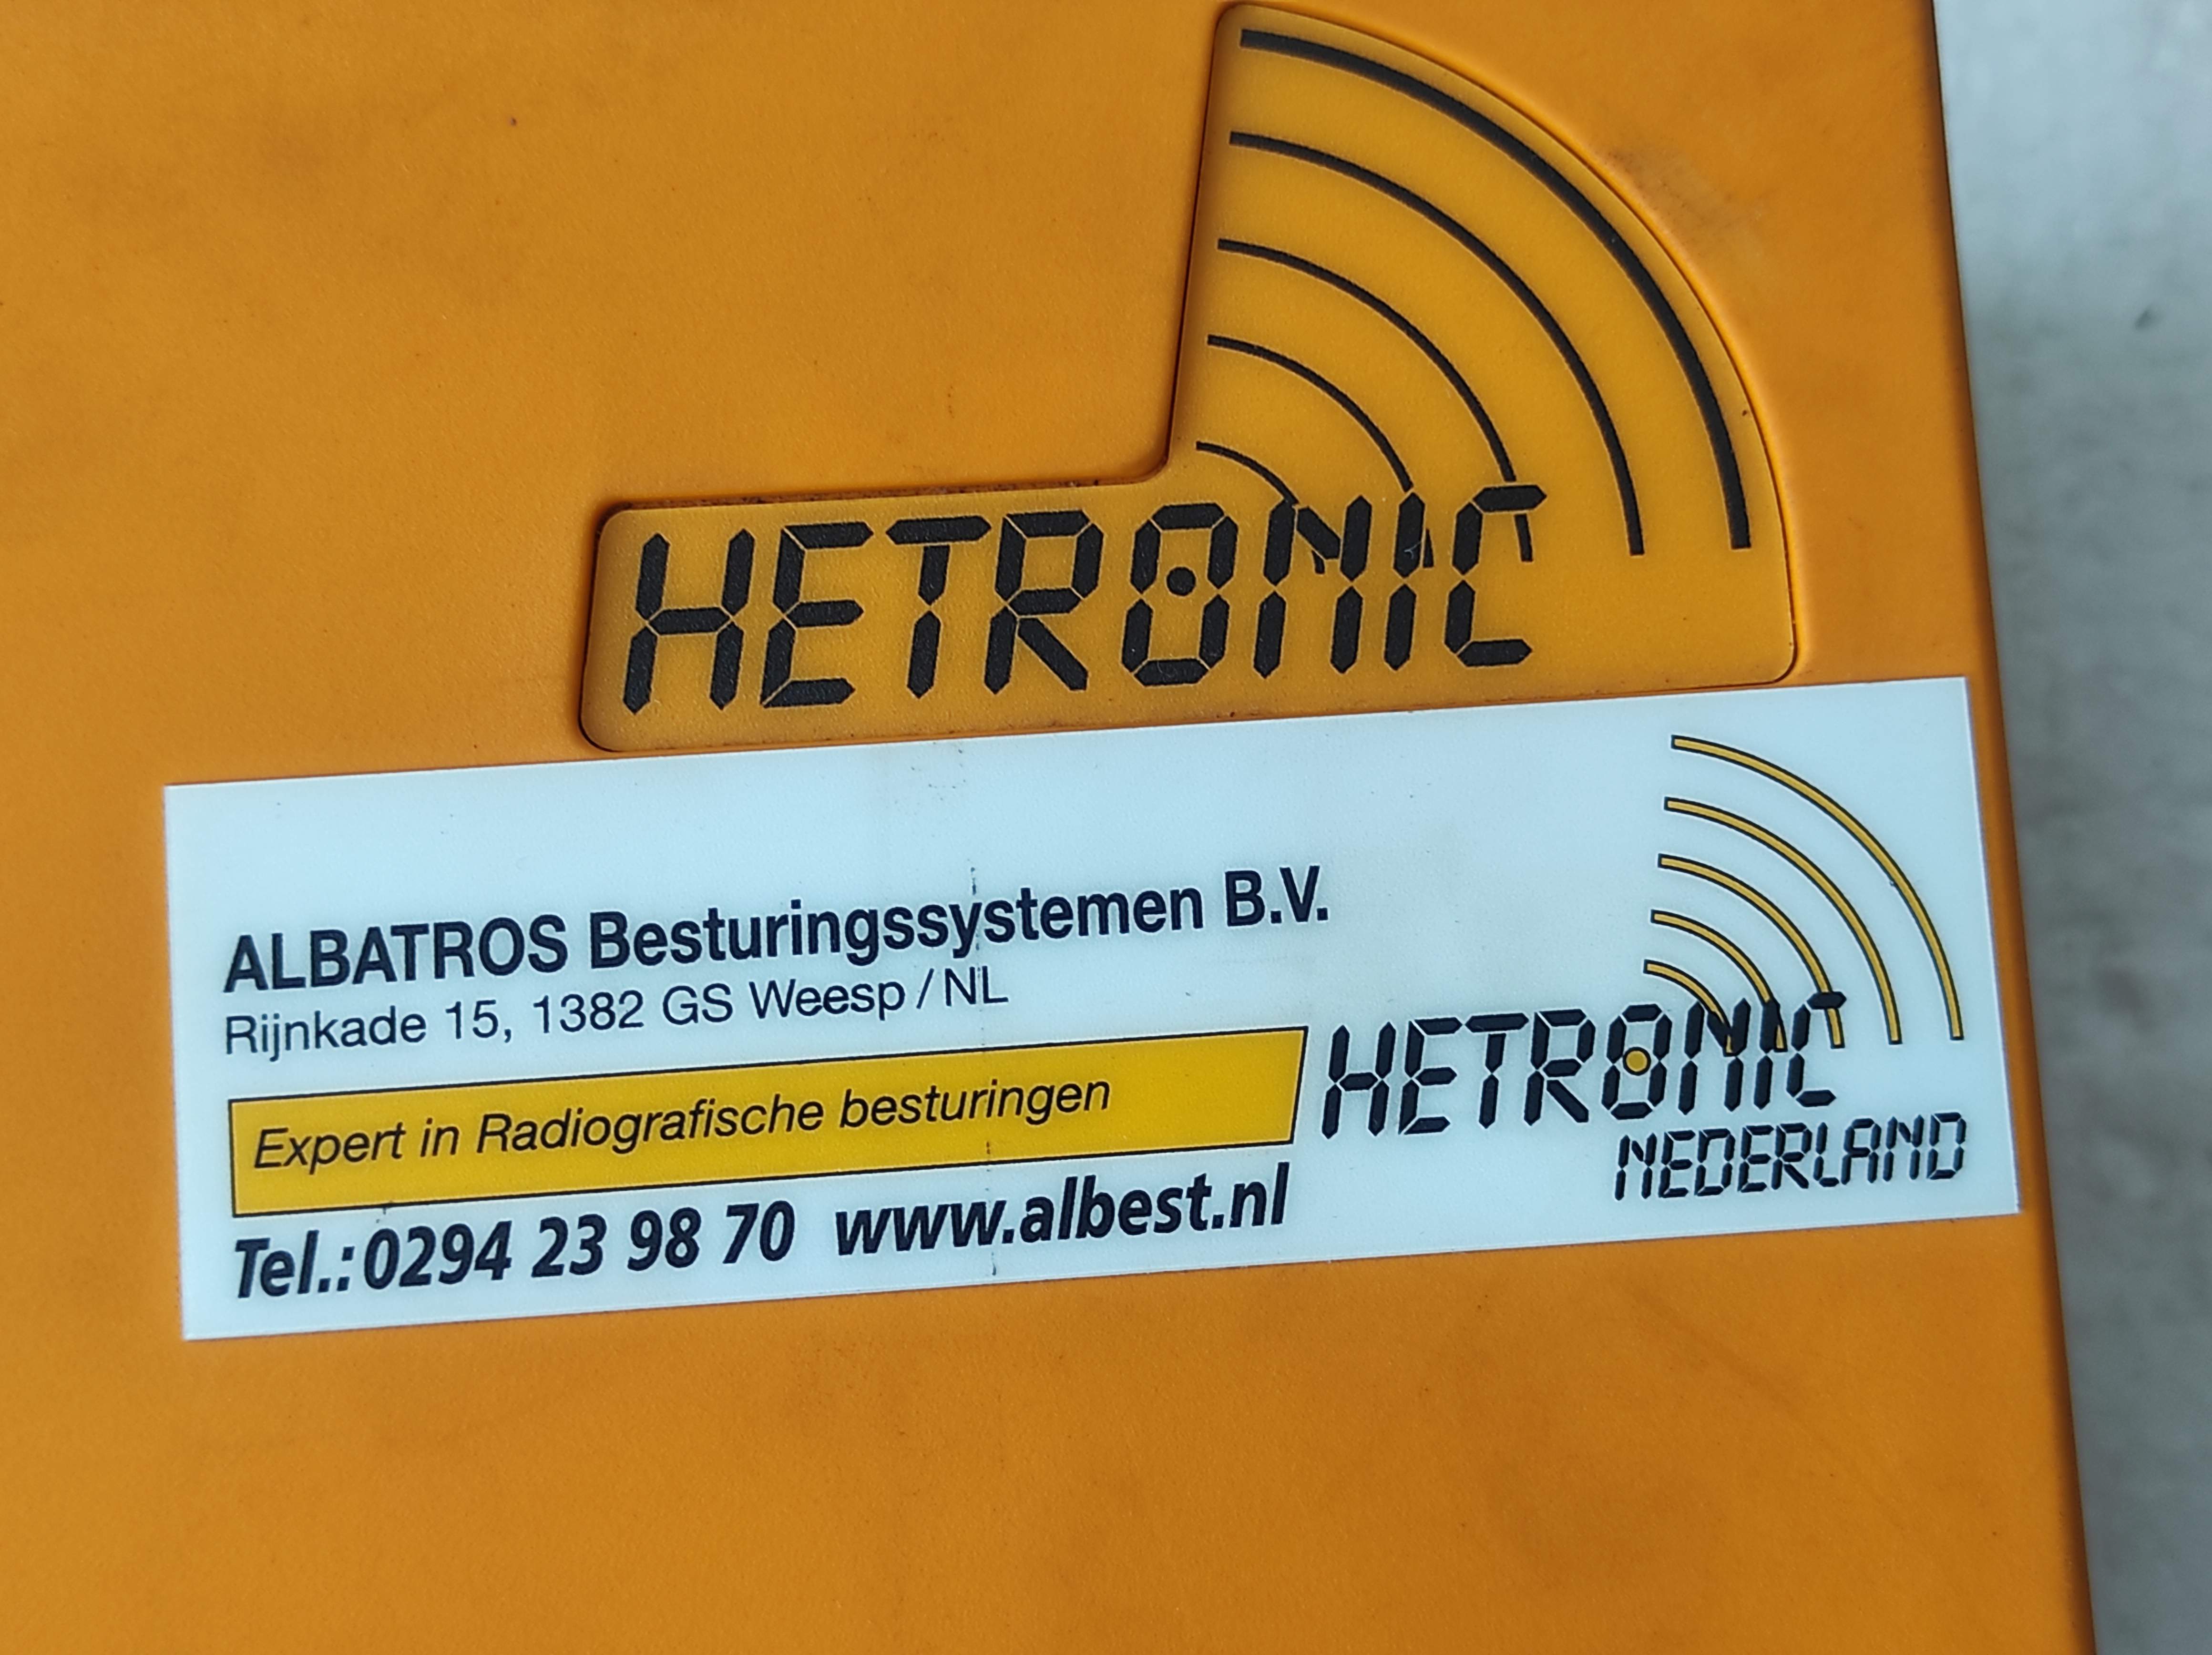 HETRONIC
ALBATROS Besturingssystemen B.V.
Rijnkade 15, 1382 GS Weesp / NL
Expert in Radiografische besturingen
Tel.: 0294 23 98 70 www.albest.nl
HETRONIC
NEDERLAND